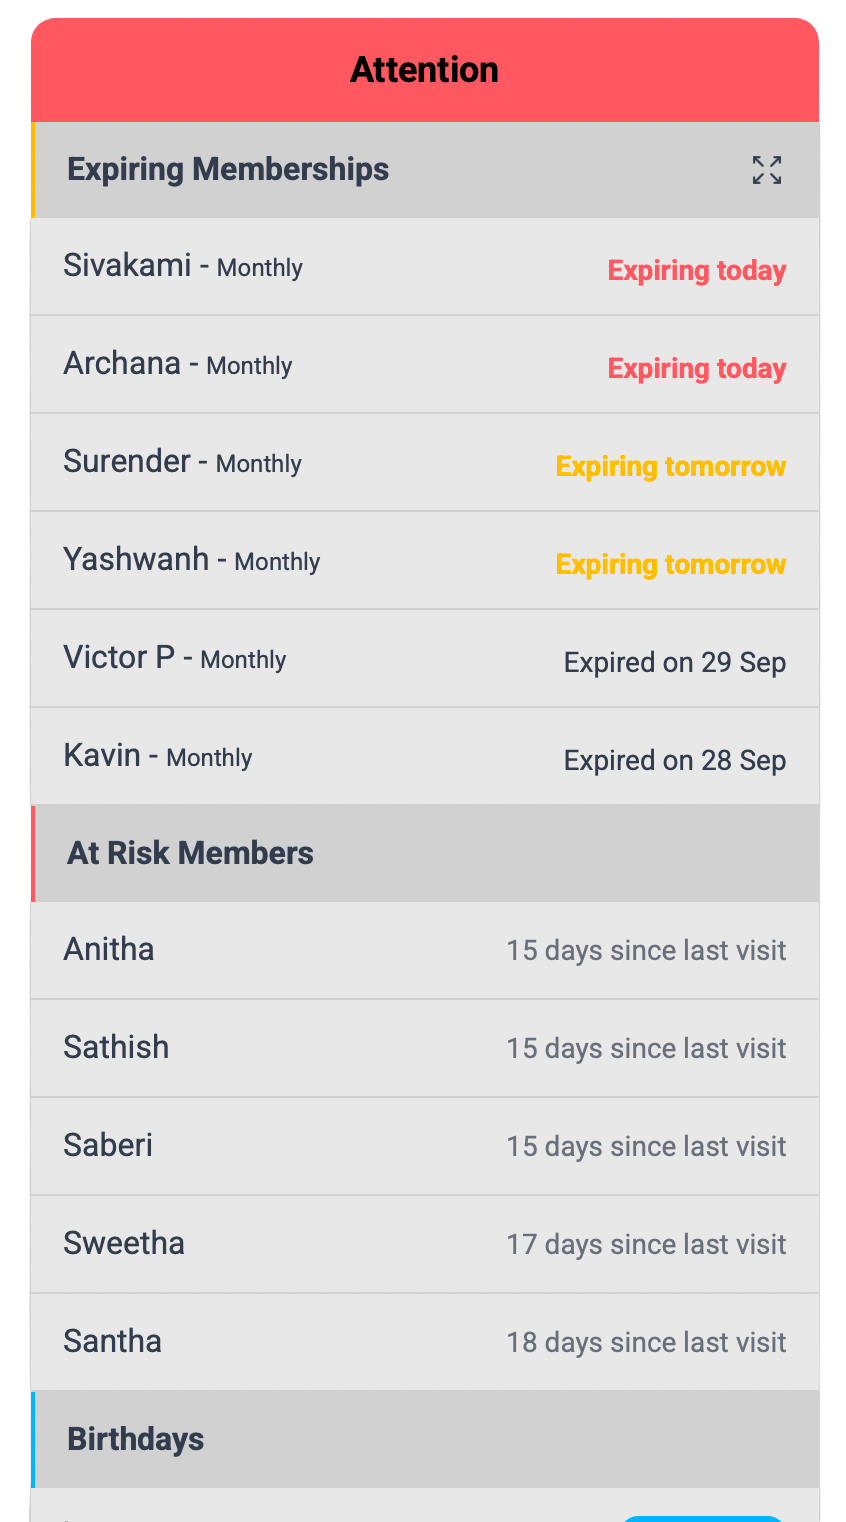 Attention
Expiring Memberships
Sivakami - Monthly Expiring today
Archana - Monthly Expiring today
Surender - Monthly Expiring tomorrow
Yashwanh - Monthly Expiring tomorrow
Victor P - Monthly Expired on 29 Sep
Kavin - Monthly Expired on 28 Sep
At Risk Members
Anitha 15 days since last visit
Sathish 15 days since last visit
Saberi 15 days since last visit
Sweetha 17 days since last visit
Santha 18 days since last visit
Birthdays